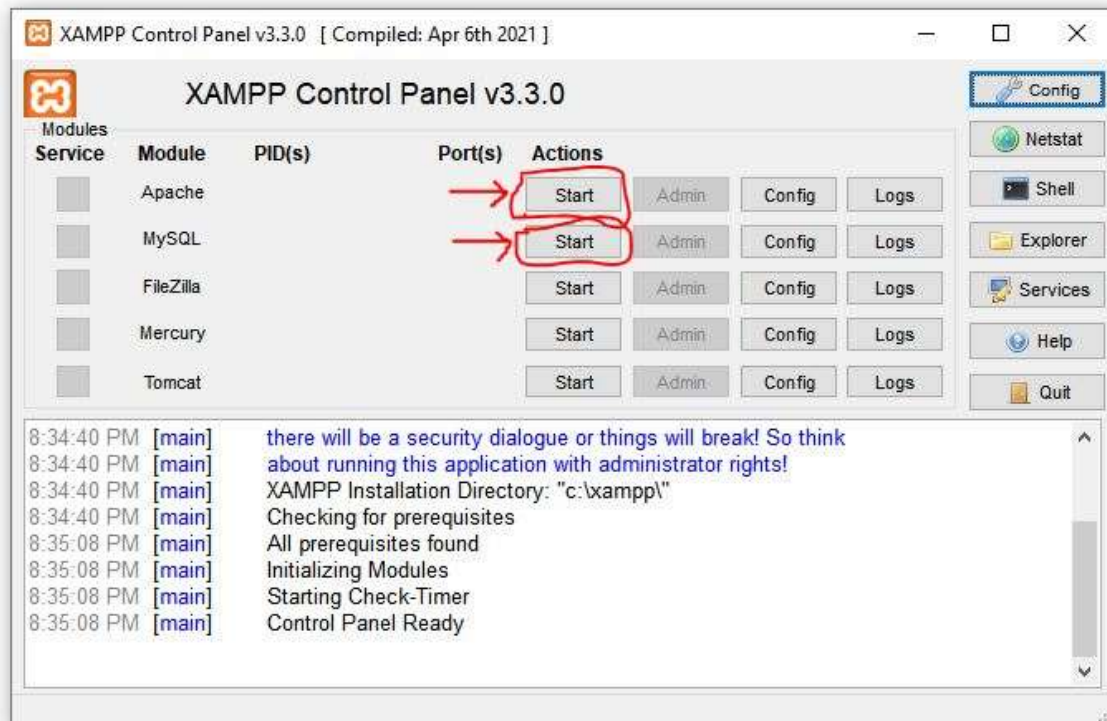 XAMPP Control Panel v3.3.0 [ Compiled: Apr 6th 2021 ]
XAMPP Control Panel v3.3.0
Config
Modules
Service Module PID(s) Port(s) Actions
Netstat
Apache Start Admin Config Logs
Shell
MySQL Start Admin Config Logs
Explorer
FileZilla Start Admin Config Logs
Services
Mercury Start Admin Config Logs
Help
Tomcat Start Admin Config Logs
Quit
8:34:40 PM [main] there will be a security dialogue or things will break! So think
8:34:40 PM [main] about running this application with administrator rights!
8:34:40 PM [main] XAMPP Installation Directory: "c:\xampp\"
8:34:40 PM [main] Checking for prerequisites
8:35:08 PM [main] All prerequisites found
8:35:08 PM [main] Initializing Modules
8:35:08 PM [main] Starting Check-Timer
8:35:08 PM [main] Control Panel Ready